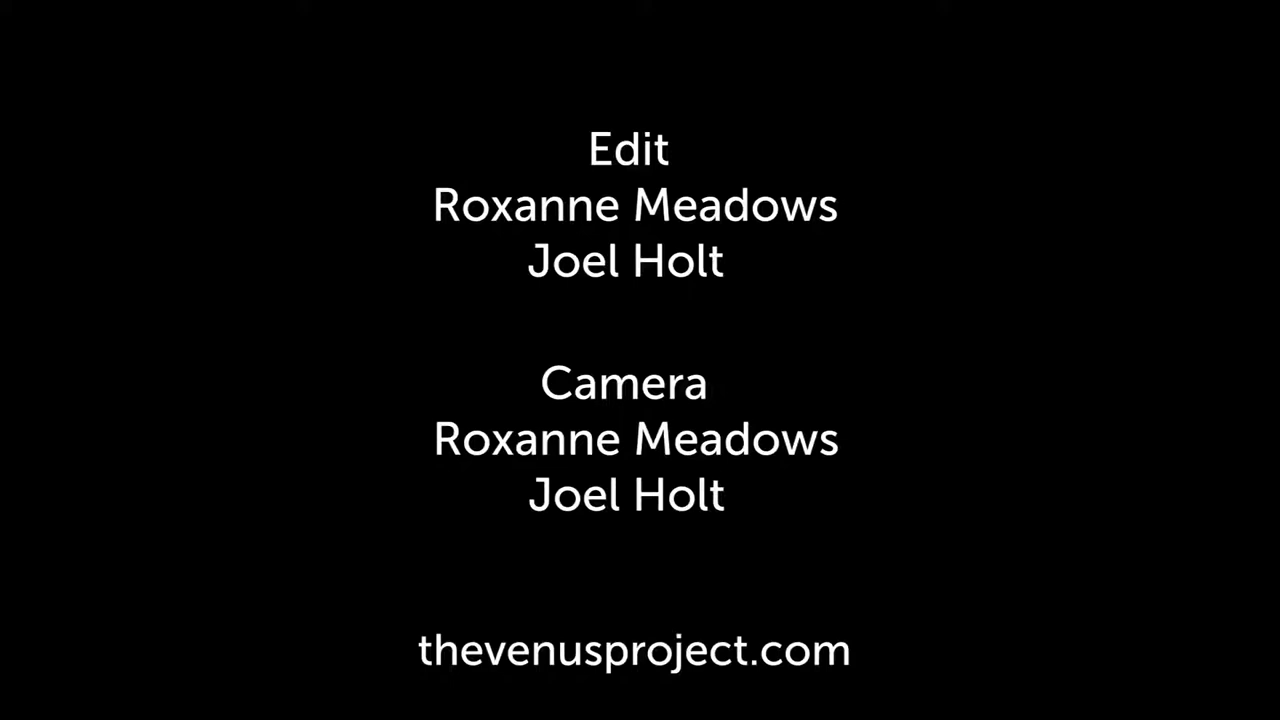 Edit
Roxanne Meadows
Joel Holt
Camera
Roxanne Meadows
Joel Holt
thevenusproject.com